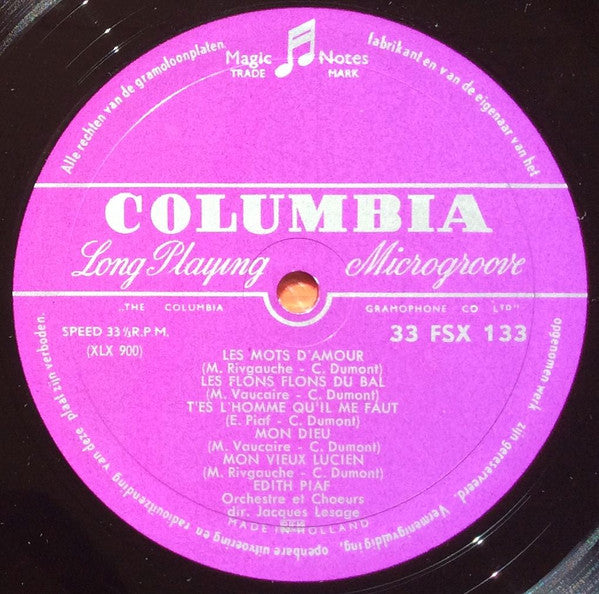 Magic Notes
TRADE MARK
COLUMBIA
Long Playing Microgroove
„THE COLUMBIA GRAMOPHONE CO LTD"
SPEED 33⅓R.P.M.
(XLX 900)
33 FSX 133
LES MOTS D'AMOUR
(M. Rivgauche - C. Dumont)
LES FLONS FLONS DU BAL
(M. Vaucaire - C. Dumont)
T'ES L'HOMME QU'IL ME FAUT
(E. Piaf - C. Dumont)
MON DIEU
(M. Vaucaire - C. Dumont)
MON VIEUX LUCIEN
(M. Rivgauche - C. Dumont)
EDITH PIAF
Orchestre et Choeurs
dir. Jacques Lesage
MADE IN HOLLAND
Alle rechten van de gramofoonplaten fabrikant en van de eigenaar van het opgenomen werk zijn gereserveerd. Vermenigvuldiging, openbare uitvoering en radiouitzending van deze plaat zijn verboden.